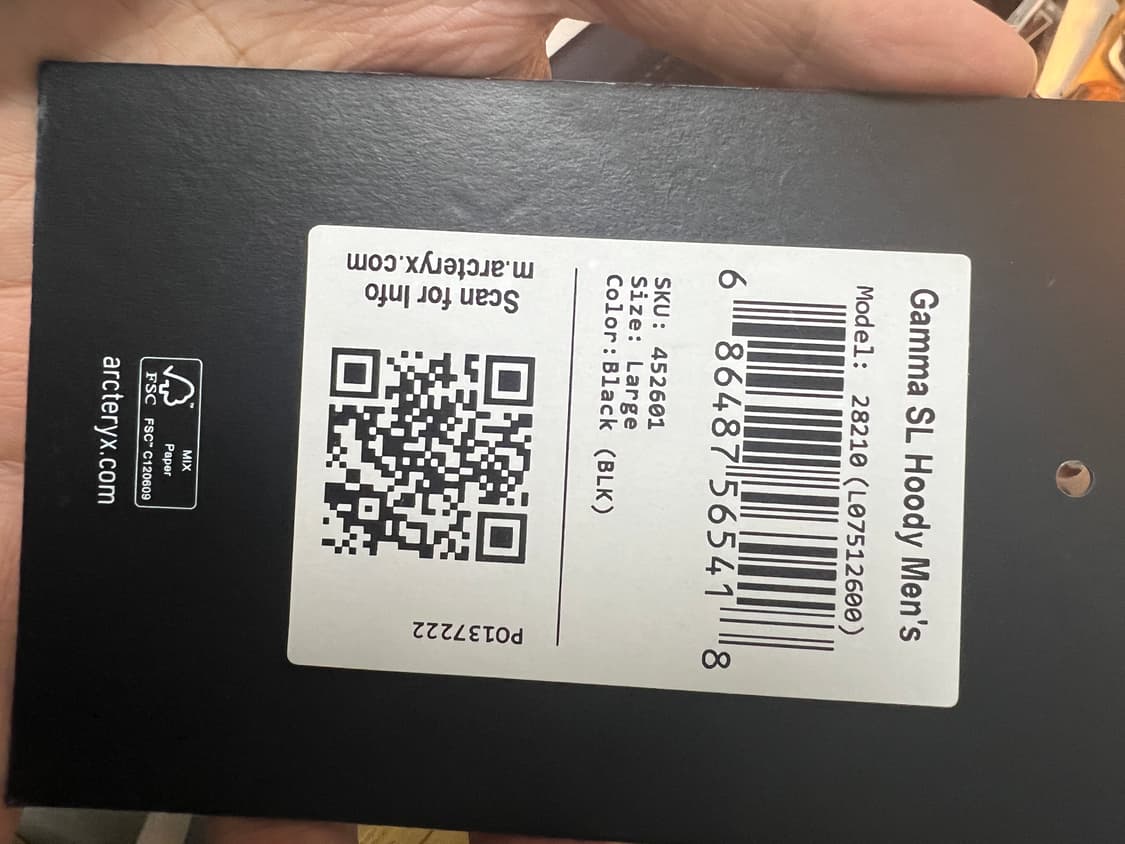 Gamma SL Hoody Men's
Model: 28210 (L07512600)
6 86487 56541 8
SKU: 452601
Size: Large
Color:Black (BLK)
PO137222
Scan for Info
m.arcteryx.com
MIX
Paper
FSC™ C120609
FSC
arcteryx.com